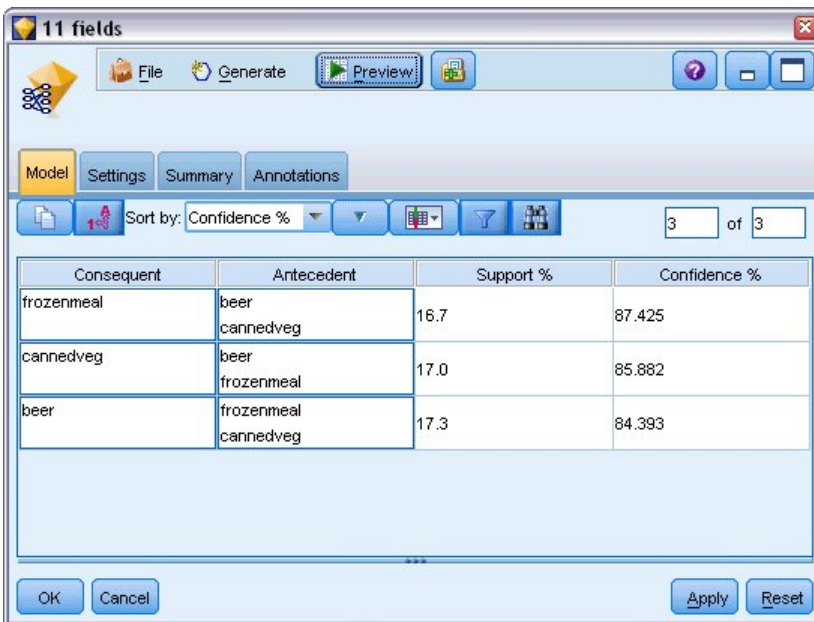 11 fields
File Generate Preview
Model Settings Summary Annotations
Sort by: Confidence % 3 of 3
Consequent Antecedent Support % Confidence %
frozenmeal beer 16.7 87.425
cannedveg
cannedveg beer 17.0 85.882
frozenmeal
beer frozenmeal 17.3 84.393
cannedveg
OK Cancel Apply Reset